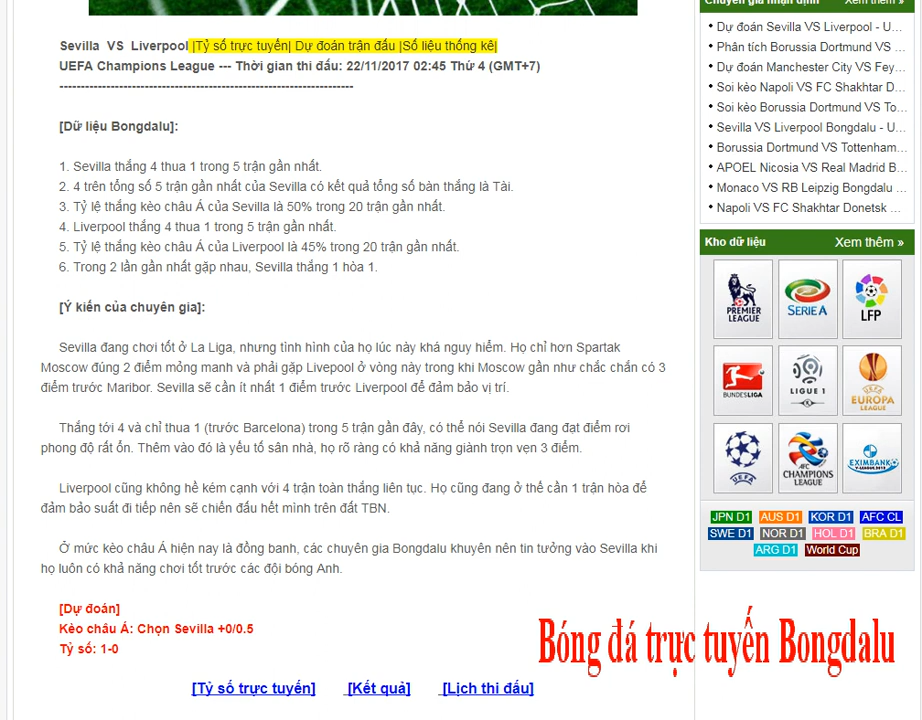 Chuyên gia nhận định Xem thêm »
Sevilla VS Liverpool |Tỷ số trực tuyến| Dự đoán trận đấu |Số liệu thống kê|
UEFA Champions League --- Thời gian thi đấu: 22/11/2017 02:45 Thứ 4 (GMT+7)
---------------------------------------------------------------------
[Dữ liệu Bongdalu]:
1. Sevilla thắng 4 thua 1 trong 5 trận gần nhất.
2. 4 trên tổng số 5 trận gần nhất của Sevilla có kết quả tổng số bàn thắng là Tài.
3. Tỷ lệ thắng kèo châu Á của Sevilla là 50% trong 20 trận gần nhất.
4. Liverpool thắng 4 thua 1 trong 5 trận gần nhất.
5. Tỷ lệ thắng kèo châu Á của Liverpool là 45% trong 20 trận gần nhất.
6. Trong 2 lần gần nhất gặp nhau, Sevilla thắng 1 hòa 1.
[Ý kiến của chuyên gia]:
Sevilla đang chơi tốt ở La Liga, nhưng tình hình của họ lúc này khá nguy hiểm. Họ chỉ hơn Spartak
Moscow đúng 2 điểm mỏng manh và phải gặp Livepool ở vòng này trong khi Moscow gần như chắc chắn có 3
điểm trước Maribor. Sevilla sẽ cần ít nhất 1 điểm trước Liverpool để đảm bảo vị trí.
Thắng tới 4 và chỉ thua 1 (trước Barcelona) trong 5 trận gần đây, có thể nói Sevilla đang đạt điểm rơi
phong độ rất ổn. Thêm vào đó là yếu tố sân nhà, họ rõ ràng có khả năng giành trọn vẹn 3 điểm.
Liverpool cũng không hề kém cạnh với 4 trận toàn thắng liên tục. Họ cũng đang ở thế cần 1 trận hòa để
đảm bảo suất đi tiếp nên sẽ chiến đấu hết mình trên đất TBN.
Ở mức kèo châu Á hiện nay là đồng banh, các chuyên gia Bongdalu khuyên nên tin tưởng vào Sevilla khi
họ luôn có khả năng chơi tốt trước các đội bóng Anh.
[Dự đoán]
Kèo châu Á: Chọn Sevilla +0/0.5
Tỷ số: 1-0
[Tỷ số trực tuyến] [Kết quả] [Lịch thi đấu]
Dự đoán Sevilla VS Liverpool - U...
Phân tích Borussia Dortmund VS ...
Dự đoán Manchester City VS Fey...
Soi kèo Napoli VS FC Shakhtar D...
Soi kèo Borussia Dortmund VS To...
Sevilla VS Liverpool Bongdalu - U...
Borussia Dortmund VS Tottenham...
APOEL Nicosia VS Real Madrid B...
Monaco VS RB Leipzig Bongdalu ...
Napoli VS FC Shakhtar Donetsk ...
Kho dữ liệu Xem thêm »
PREMIER LEAGUE
SERIE A
LFP
BUNDESLIGA
LIGUE 1
UEFA EUROPA LEAGUE
UEFA
AFC CHAMPIONS LEAGUE
EXIMBANK
JPN D1 AUS D1 KOR D1 AFC CL
SWE D1 NOR D1 HOL D1 BRA D1
ARG D1 World Cup
Bóng đá trực tuyến Bongdalu